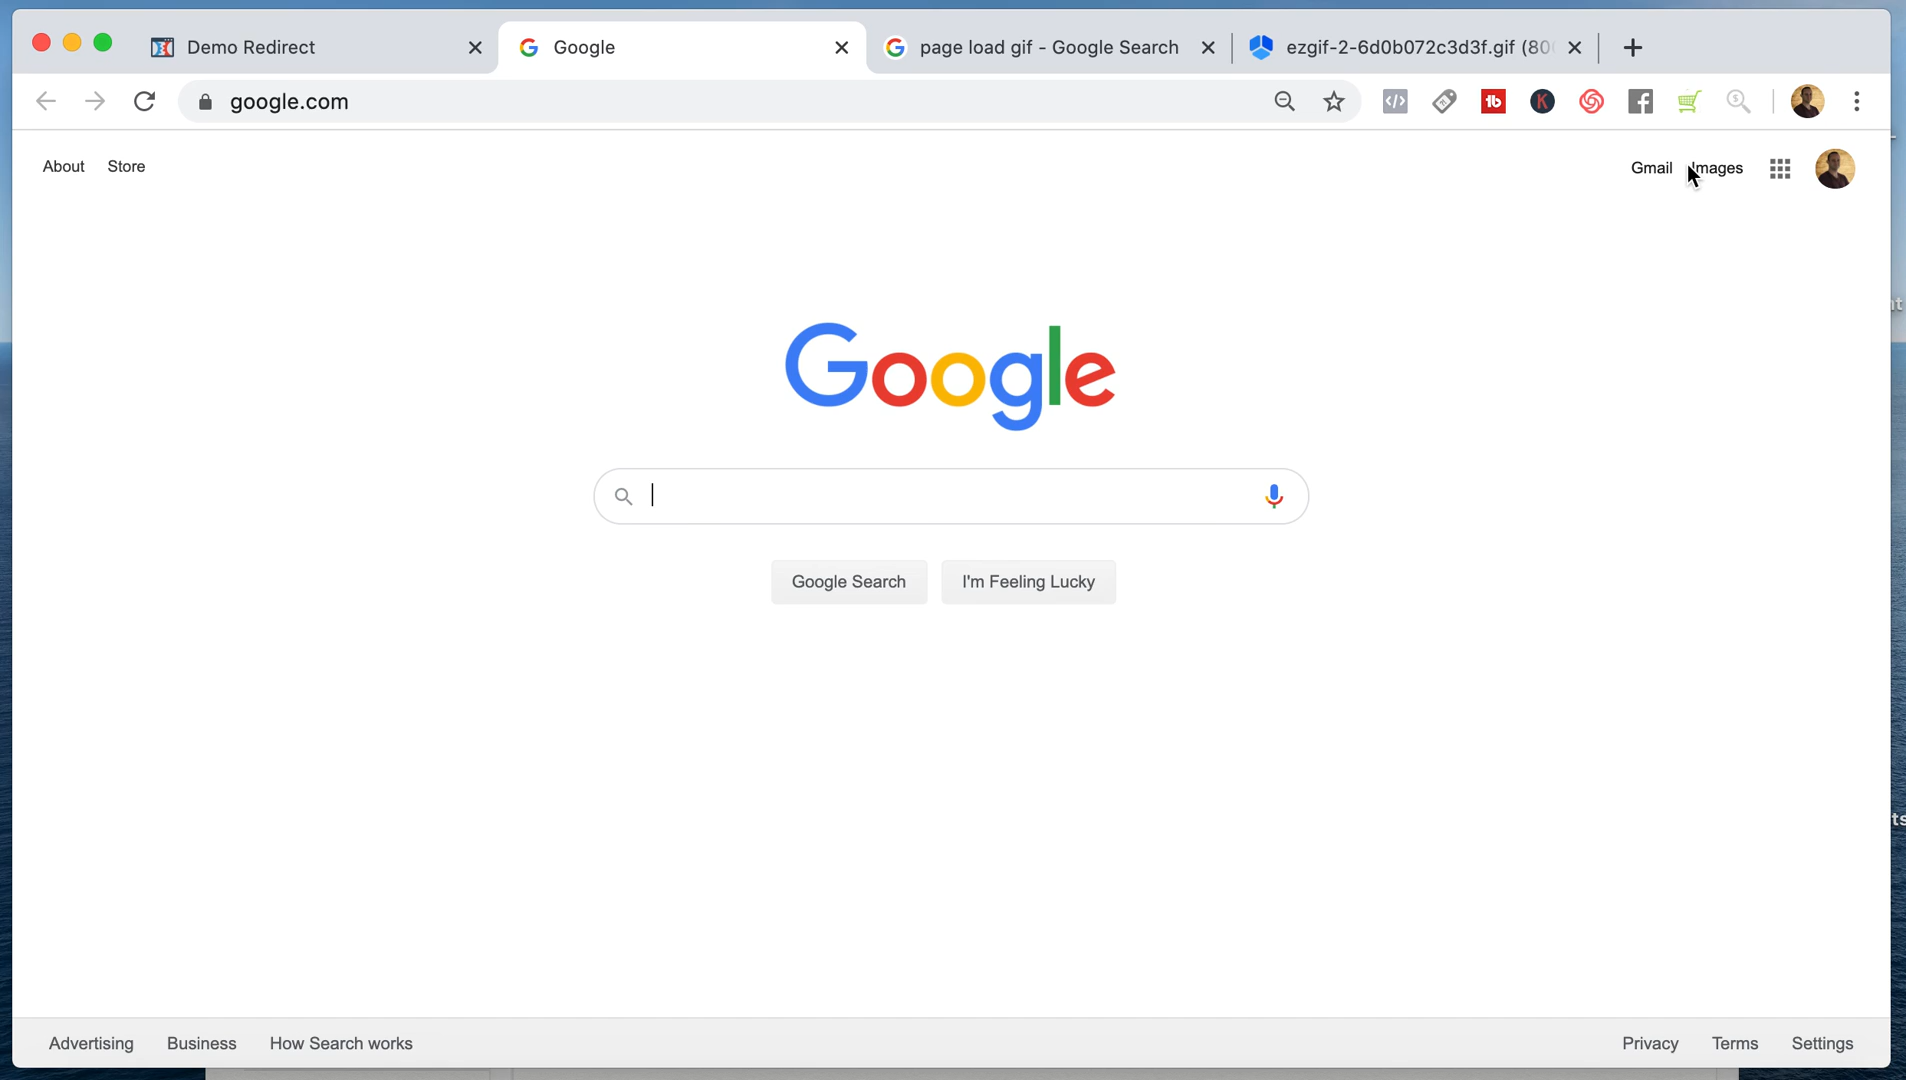 Demo Redirect
Google
page load gif - Google Search
ezgif-2-6d0b072c3d3f.gif (80
google.com
About Store
Gmail Images
Google
Google Search I'm Feeling Lucky
Advertising Business How Search works
Privacy Terms Settings